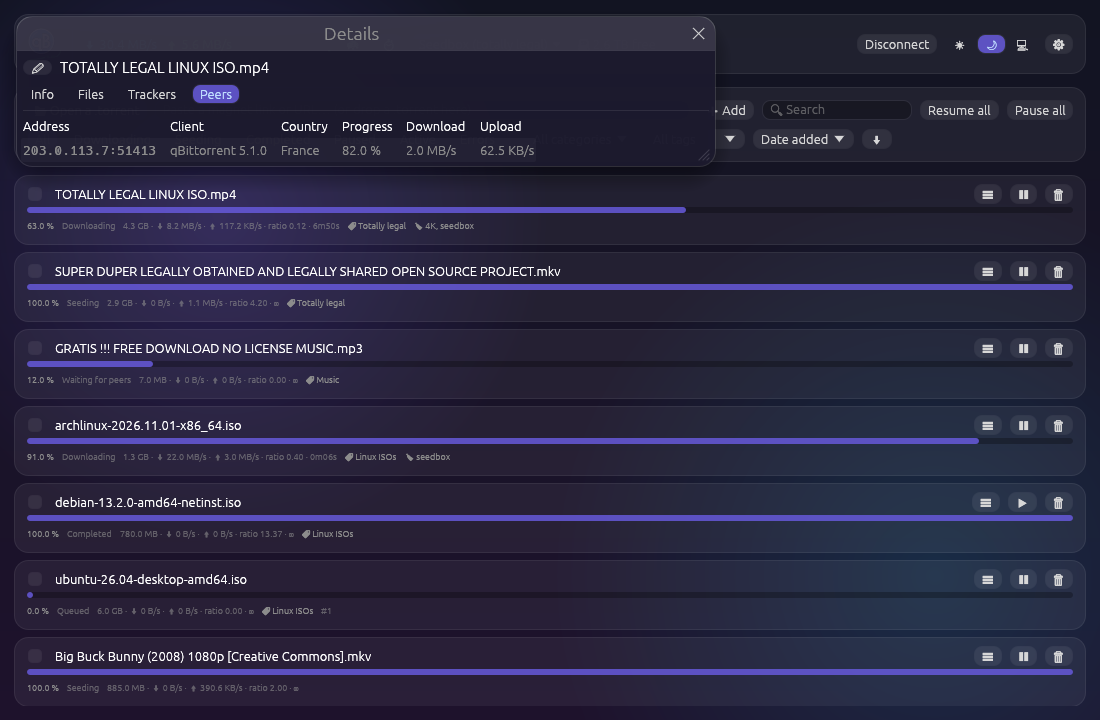 Details
TOTALLY LEGAL LINUX ISO.mp4
Info Files Trackers Peers
Address Client Country Progress Download Upload
203.0.113.7:51413 qBittorrent 5.1.0 France 82.0 % 2.0 MB/s 62.5 KB/s
Disconnect
Add Search Resume all Pause all
Date added
TOTALLY LEGAL LINUX ISO.mp4
63.0 % Downloading 4.3 GB · 8.2 MB/s · 117.2 KB/s · ratio 0.12 · 6m50s Totally legal 4K, seedbox
SUPER DUPER LEGALLY OBTAINED AND LEGALLY SHARED OPEN SOURCE PROJECT.mkv
100.0 % Seeding 2.9 GB · 0 B/s · 1.1 MB/s · ratio 4.20 · ∞ Totally legal
GRATIS !!! FREE DOWNLOAD NO LICENSE MUSIC.mp3
12.0 % Waiting for peers 7.0 MB · 0 B/s · 0 B/s · ratio 0.00 · ∞ Music
archlinux-2026.11.01-x86_64.iso
91.0 % Downloading 1.3 GB · 22.0 MB/s · 3.0 MB/s · ratio 0.40 · 0m06s Linux ISOs seedbox
debian-13.2.0-amd64-netinst.iso
100.0 % Completed 780.0 MB · 0 B/s · 0 B/s · ratio 13.37 · ∞ Linux ISOs
ubuntu-26.04-desktop-amd64.iso
0.0 % Queued 6.0 GB · 0 B/s · 0 B/s · ratio 0.00 · ∞ Linux ISOs #1
Big Buck Bunny (2008) 1080p [Creative Commons].mkv
100.0 % Seeding 885.0 MB · 0 B/s · 390.6 KB/s · ratio 2.00 · ∞